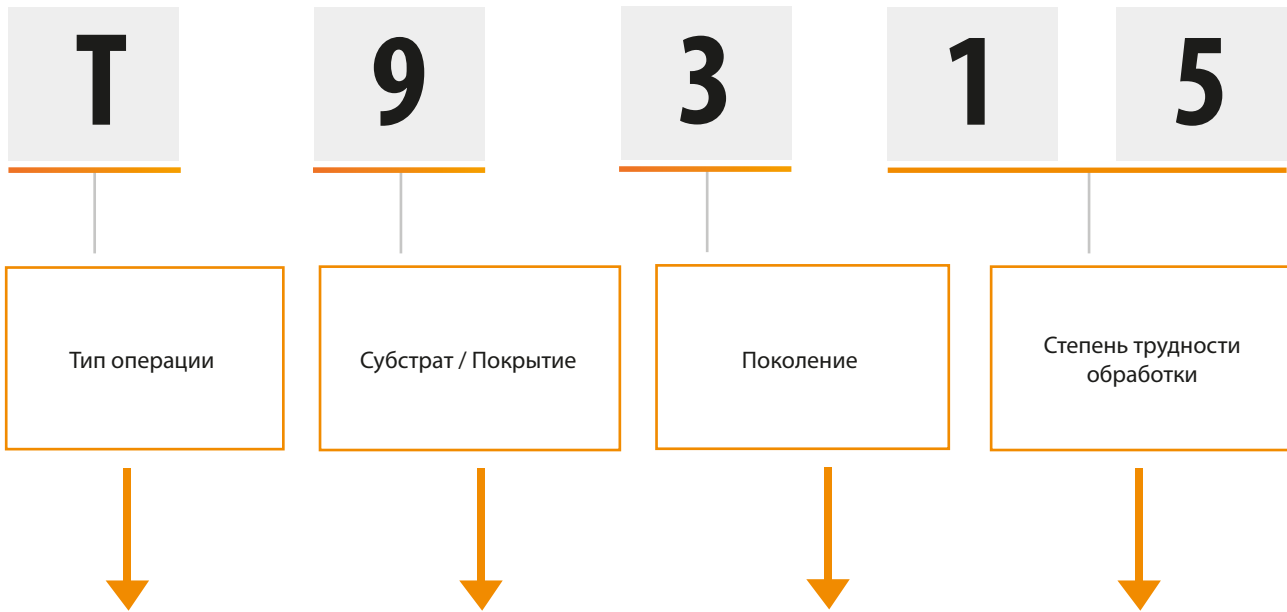 Т 9 3 1 5
Тип операции
Субстрат / Покрытие
Поколение
Степень трудности
обработки